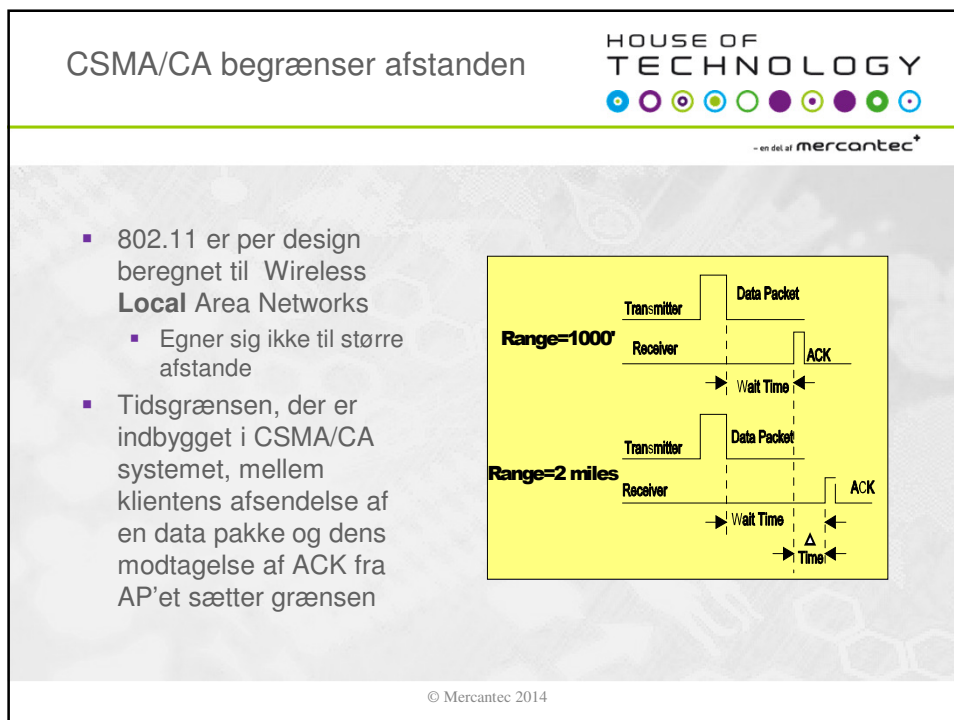 CSMA/CA begrænser afstanden
HOUSE OF
TECHNOLOGY
- en del af mercantec+
802.11 er per design
beregnet til Wireless
Local Area Networks
Egner sig ikke til større
afstande
Tidsgrænsen, der er
indbygget i CSMA/CA
systemet, mellem
klientens afsendelse af
en data pakke og dens
modtagelse af ACK fra
AP'et sætter grænsen
Data Packet
Transmitter
Range=1000'
Receiver
ACK
Wait Time
Data Packet
Transmitter
Range=2 miles
Receiver
ACK
Wait Time
Δ
Time
© Mercantec 2014